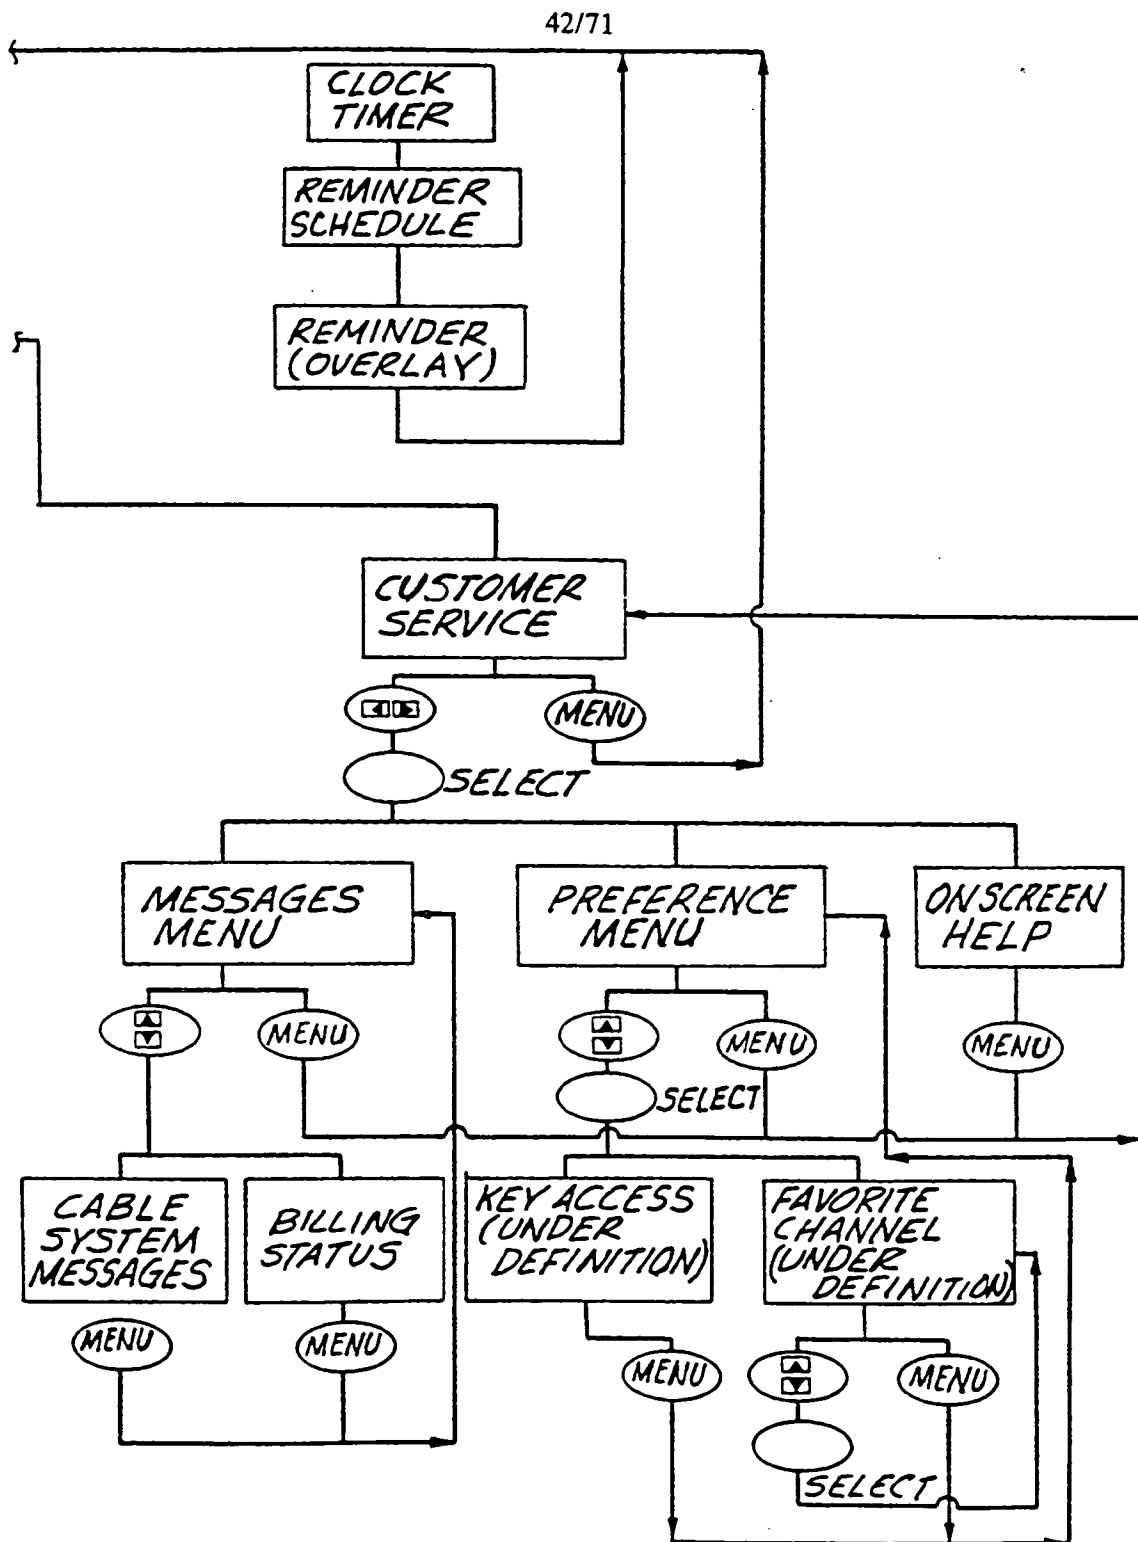 42/71
CLOCK
TIMER
REMINDER
SCHEDULE
REMINDER
(OVERLAY)
CUSTOMER
SERVICE
MENU
SELECT
MESSAGES
MENU
PREFERENCE
MENU
ON SCREEN
HELP
MENU
MENU
MENU
SELECT
CABLE
SYSTEM
MESSAGES
BILLING
STATUS
KEY ACCESS
(UNDER
DEFINITION)
FAVORITE
CHANNEL
(UNDER
DEFINITION)
MENU
MENU
MENU
MENU
SELECT